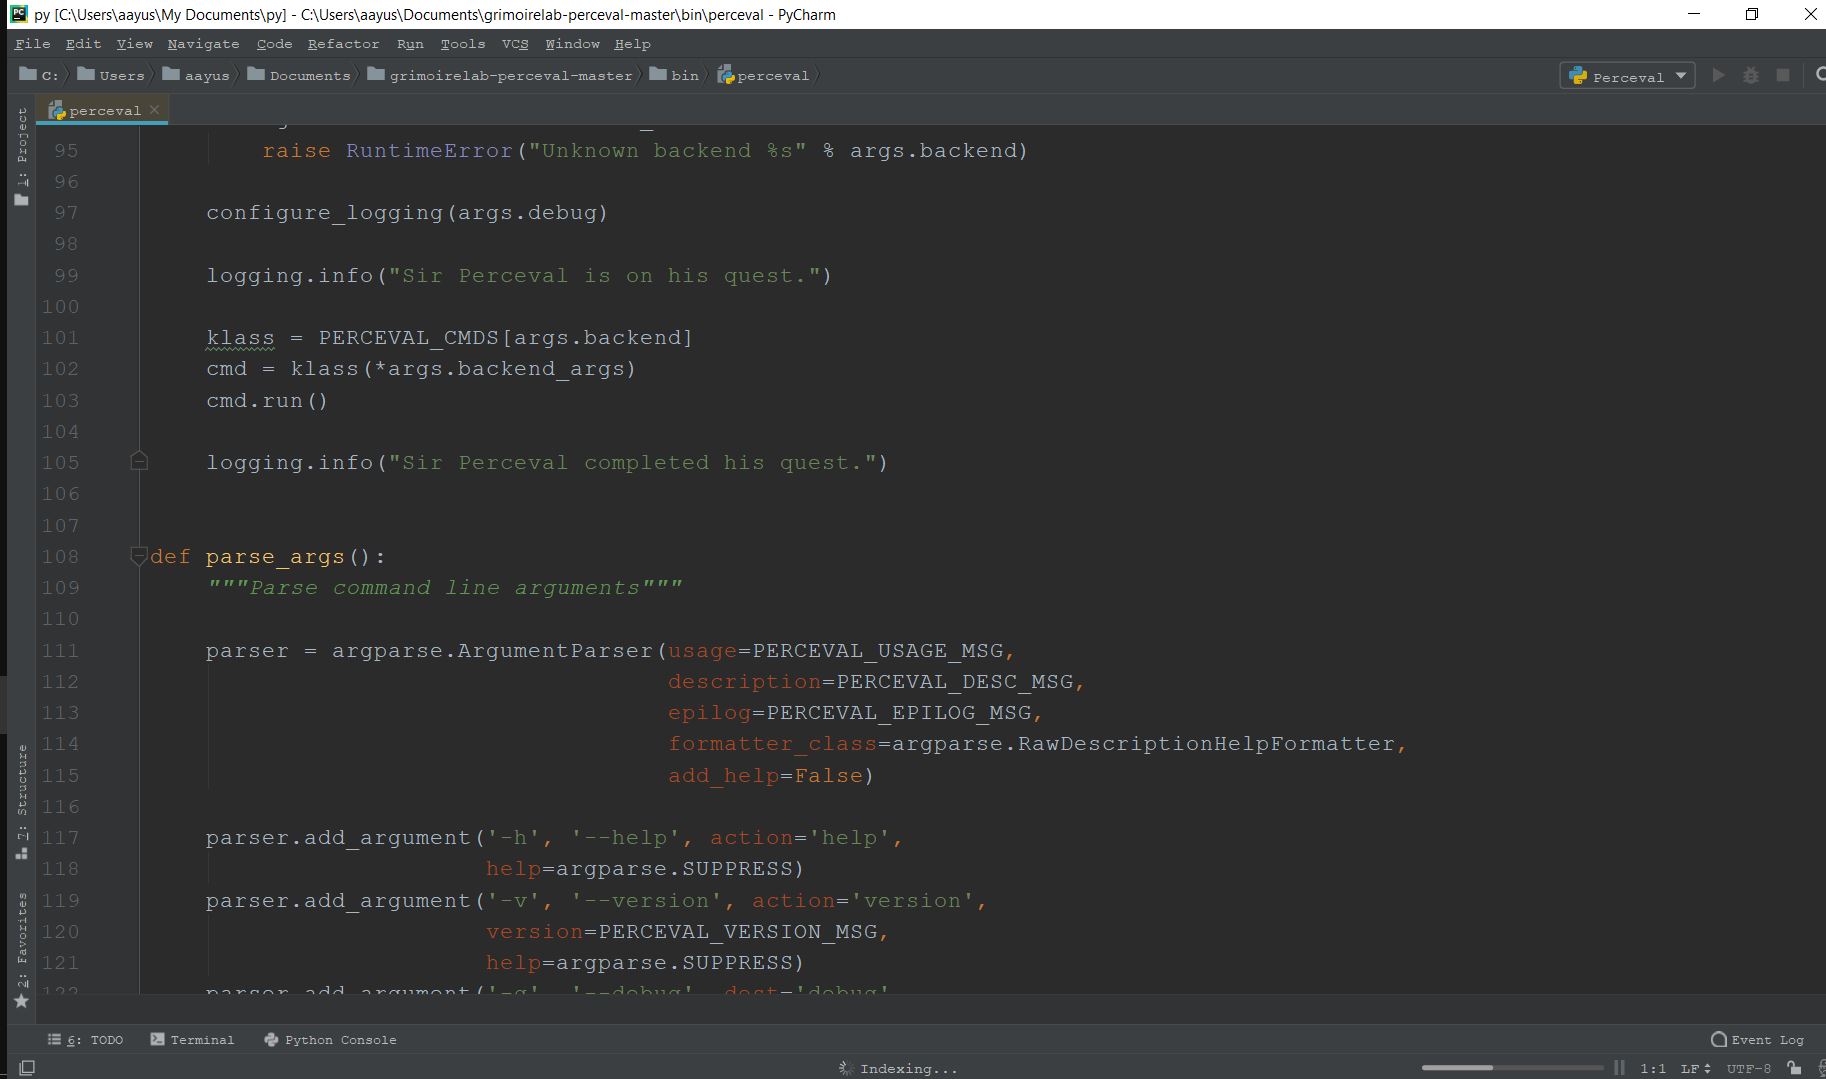 PC py [C:\Users\aayus\My Documents\py] - C:\Users\aayus\Documents\grimoirelab-perceval-master\bin\perceval - PyCharm
File Edit View Navigate Code Refactor Run Tools VCS Window Help
C: Users aayus Documents grimoirelab-perceval-master bin perceval Perceval
perceval
1: Project
7: Structure
2: Favorites
95 raise RuntimeError("Unknown backend %s" % args.backend)
96
97 configure_logging(args.debug)
98
99 logging.info("Sir Perceval is on his quest.")
100
101 klass = PERCEVAL_CMDS[args.backend]
102 cmd = klass(*args.backend_args)
103 cmd.run()
104
105 logging.info("Sir Perceval completed his quest.")
106
107
108 def parse_args():
109 """Parse command line arguments"""
110
111 parser = argparse.ArgumentParser(usage=PERCEVAL_USAGE_MSG,
112 description=PERCEVAL_DESC_MSG,
113 epilog=PERCEVAL_EPILOG_MSG,
114 formatter_class=argparse.RawDescriptionHelpFormatter,
115 add_help=False)
116
117 parser.add_argument('-h', '--help', action='help',
118 help=argparse.SUPPRESS)
119 parser.add_argument('-v', '--version', action='version',
120 version=PERCEVAL_VERSION_MSG,
121 help=argparse.SUPPRESS)
122 parser.add_argument('-g', '--debug', dest='debug',
6: TODO Terminal Python Console Event Log
Indexing... 1:1 LF UTF-8